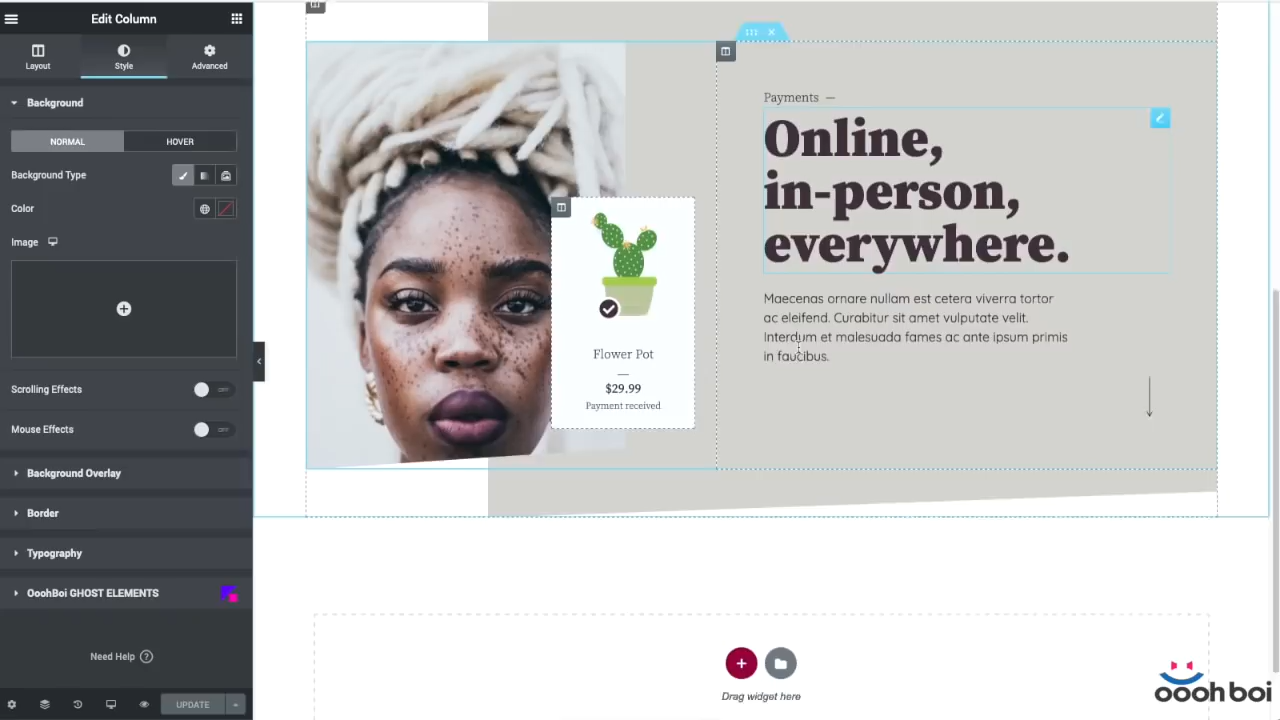 Edit Column
Layout
Style
Advanced
Background
NORMAL
HOVER
Background Type
Color
Image
Scrolling Effects
Mouse Effects
Background Overlay
Border
Typography
OoohBoi GHOST ELEMENTS
Need Help
UPDATE
Payments —
Online,
in-person,
everywhere.
Maecenas ornare nullam est cetera viverra tortor
ac eleifend. Curabitur sit amet vulputate velit.
Interdum et malesuada fames ac ante ipsum primis
in faucibus.
Flower Pot
—
$29.99
Payment received
Drag widget here
oooh boi